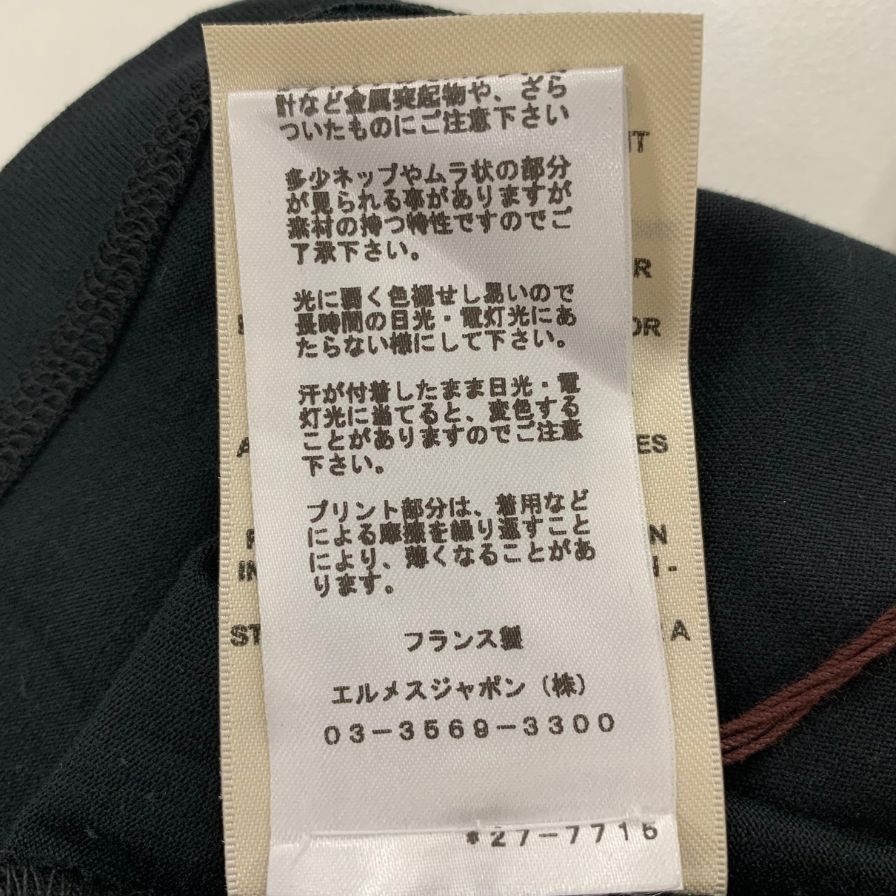 計など金属突起物や、ざら
ついたものにご注意下さい
多少ネップやムラ状の部分
が見られる事がありますが
素材の持つ特性ですのでご
了承下さい。
光に弱く色褪せし易いので
長時間の日光・電灯光にあ
たらない様にして下さい。
汗が付着したまま日光・電
灯光に当てると、変色する
ことがありますのでご注意
下さい。
プリント部分は、着用など
による摩擦を繰り返すこと
により、薄くなることがあ
ります。
フランス製
エルメスジャポン（株）
03-3569-3300
*27-7715